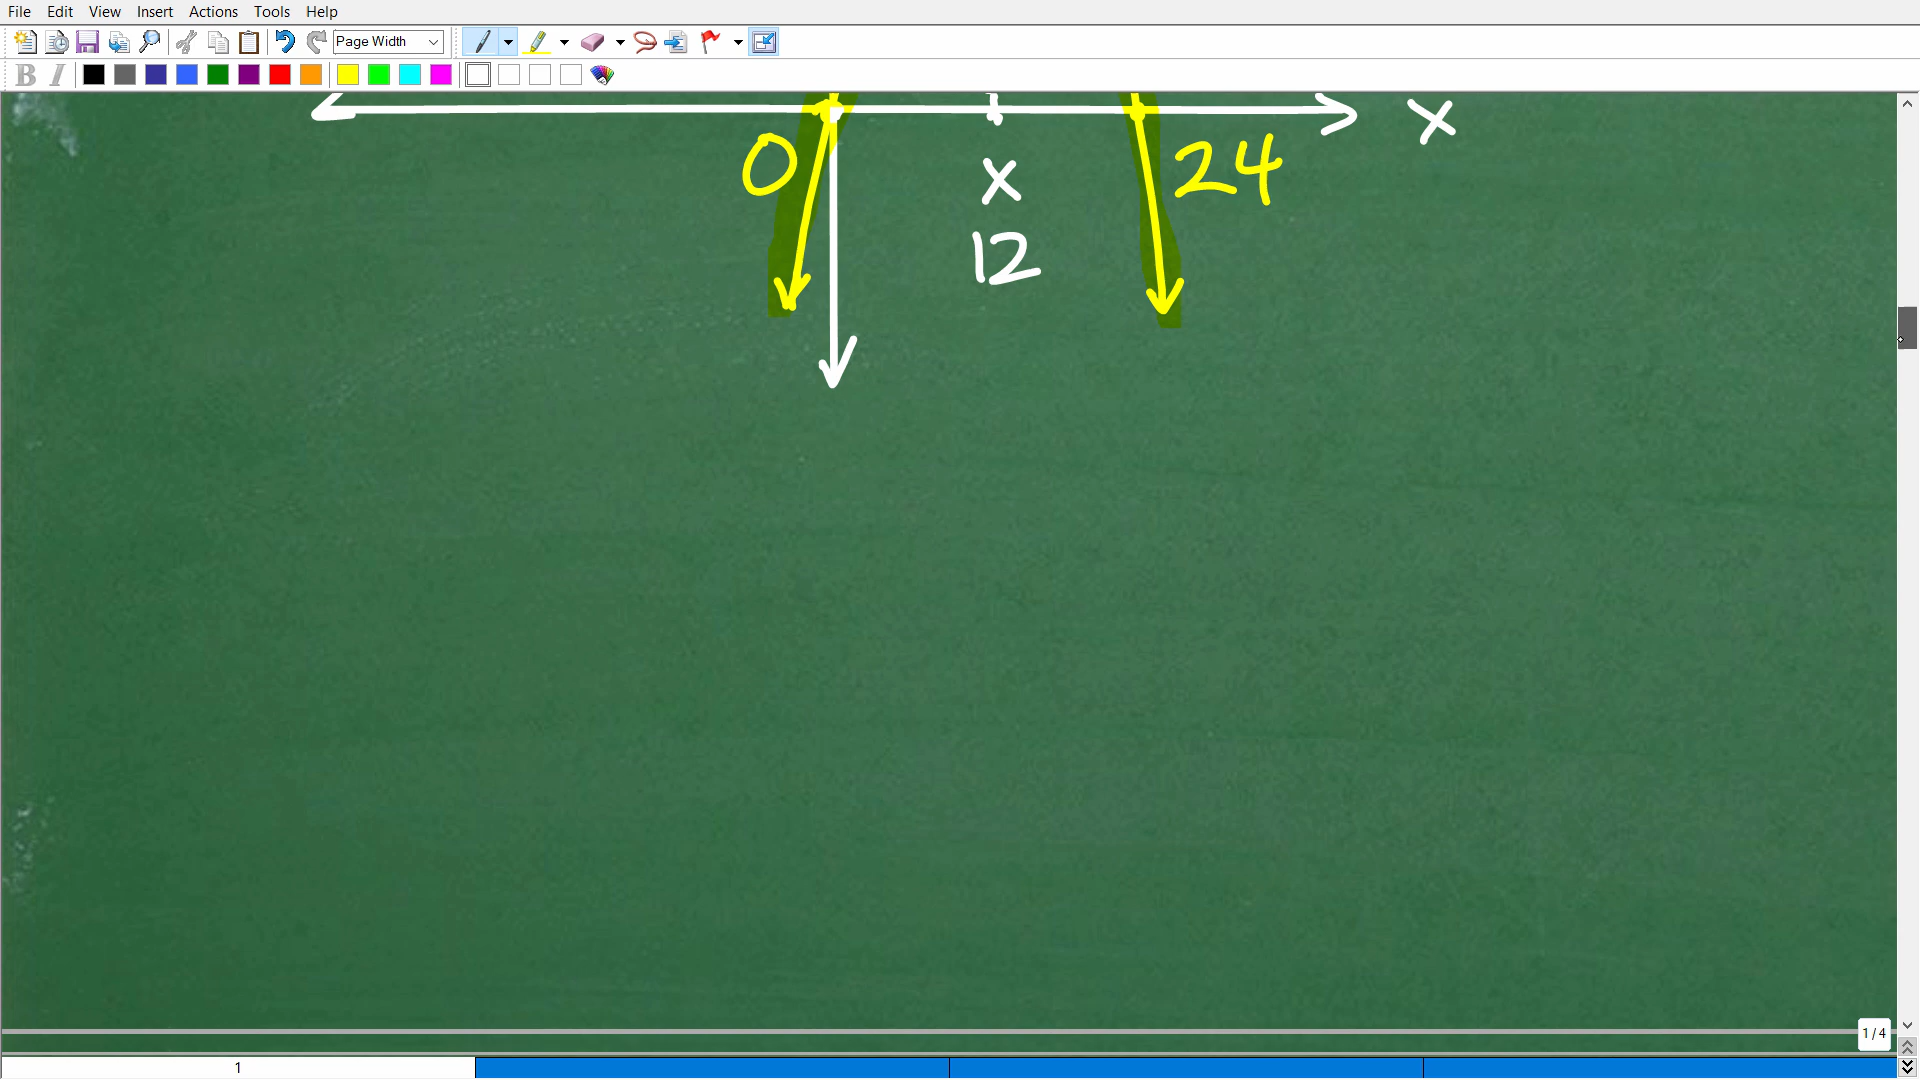 File Edit View Insert Actions Tools Help
Page Width
B I
x
0 x 24
12
1 / 4
1